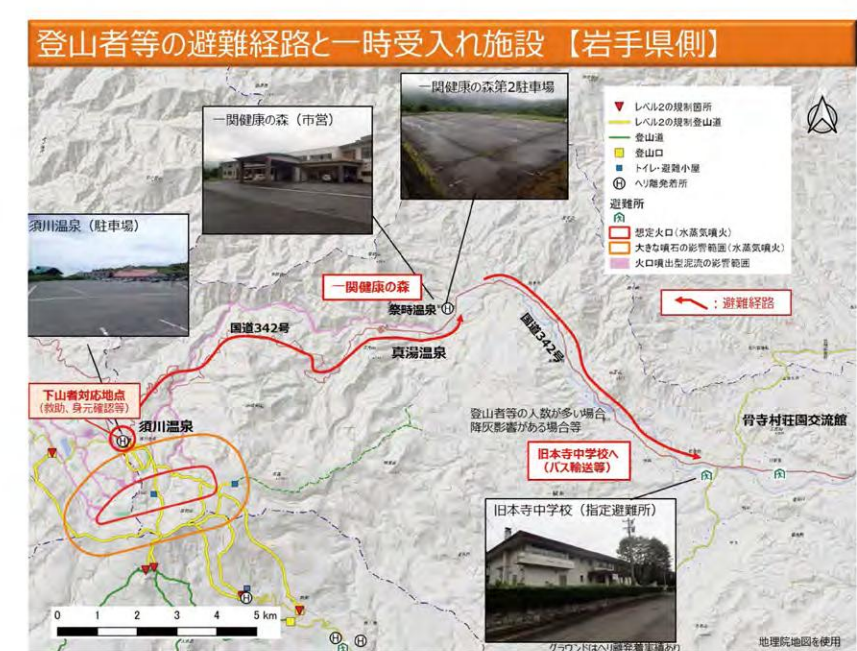 登山者等の避難経路と一時受入れ施設 【岩手県側】
一関健康の森第2駐車場
一関健康の森（市営）
須川温泉（駐車場）
レベル2の規制箇所
レベル2の規制登山道
登山道
登山口
トイレ・避難小屋
H ヘリ離発着所
避難所
想定火口（水蒸気噴火）
大きな噴石の影響範囲（水蒸気噴火）
火口噴出型泥流の影響範囲
：避難経路
一関健康の森
祭畤温泉
H
国道342号
真湯温泉
国道342号
下山者対応地点
（救助、身元確認等）
須川温泉
H
登山者等の人数が多い場合
降灰影響がある場合等
骨寺村荘園交流館
旧本寺中学校へ
（バス輸送等）
旧本寺中学校（指定避難所）
H
H
H
0 1 2 3 4 5 km
グラウンドはヘリ離発着実績あり
地理院地図を使用